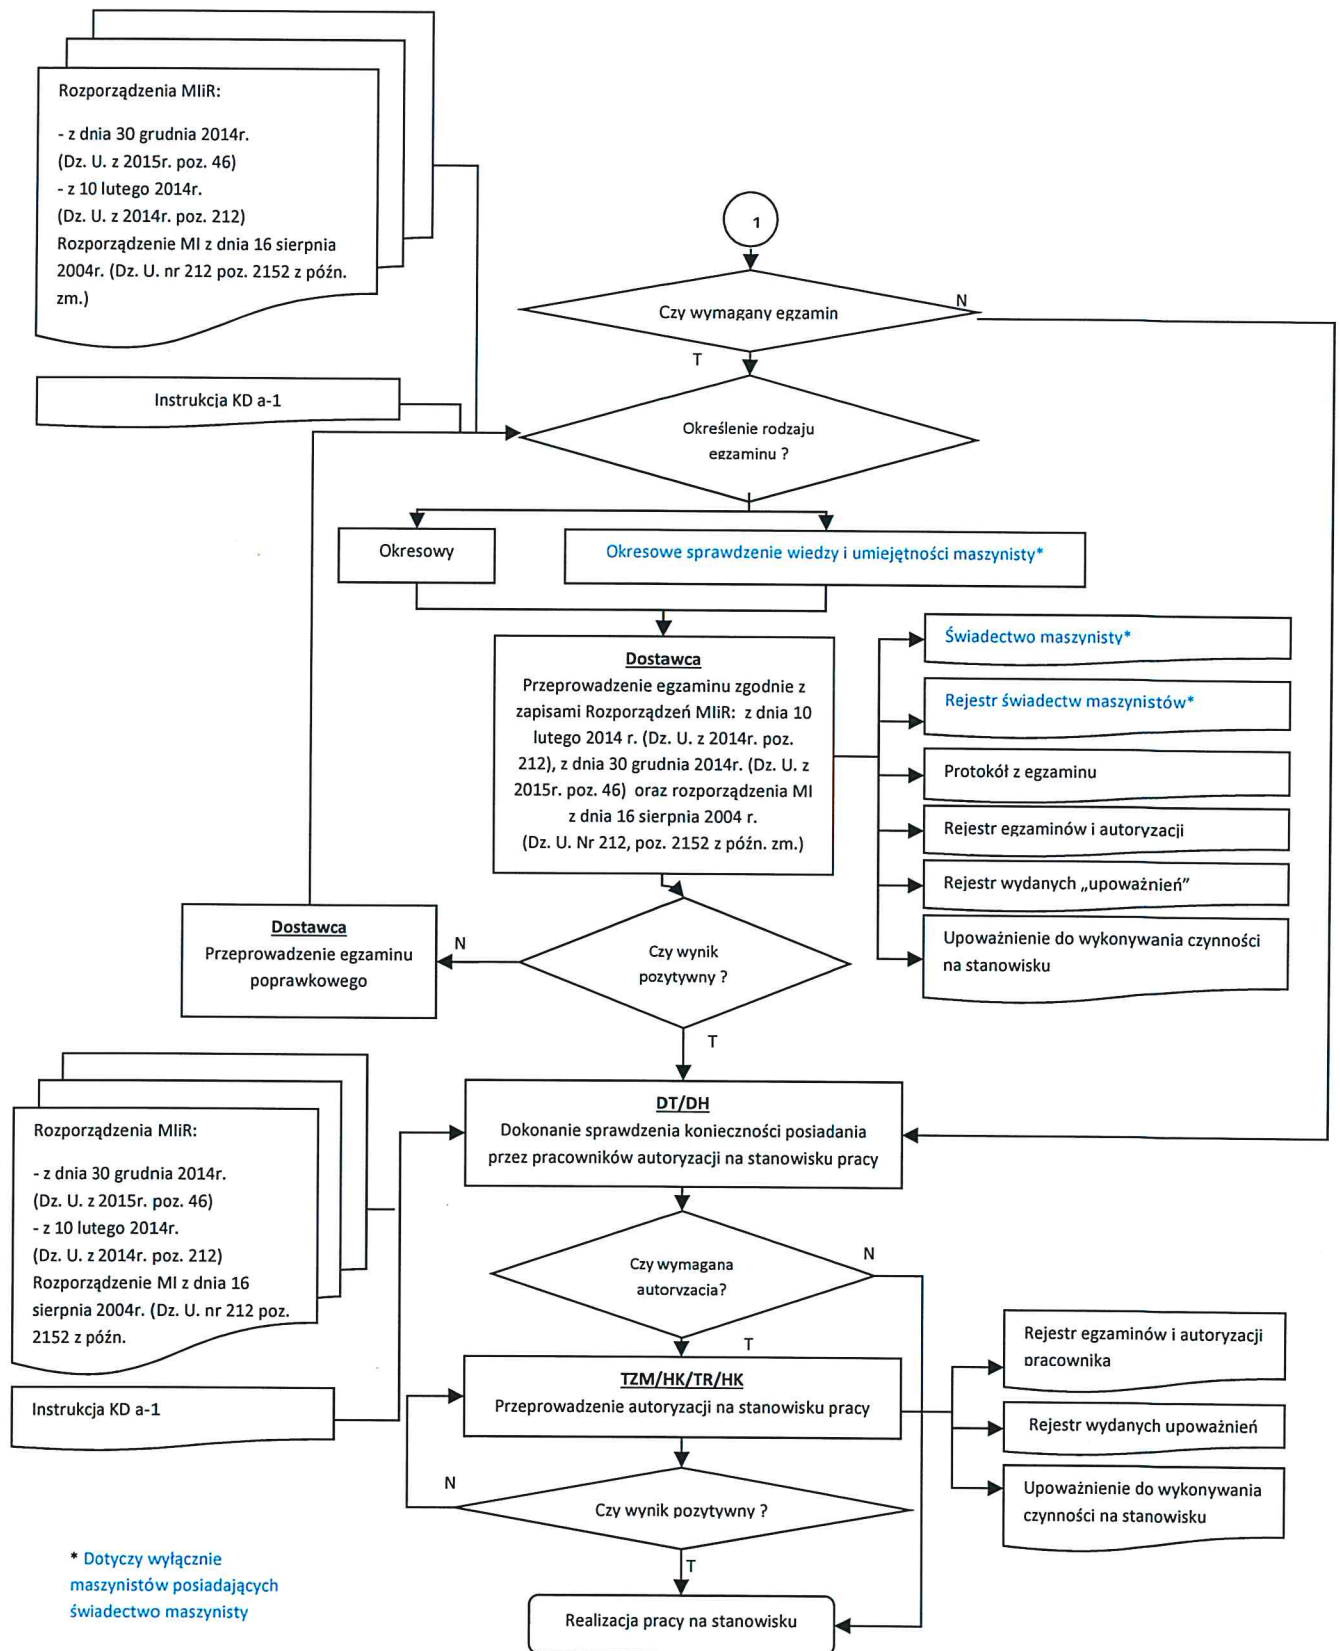 Rozporządzenia MIiR:
- z dnia 30 grudnia 2014r.
(Dz. U. z 2015r. poz. 46)
- z 10 lutego 2014r.
(Dz. U. z 2014r. poz. 212)
Rozporządzenie MI z dnia 16 sierpnia
2004r. (Dz. U. nr 212 poz. 2152 z późn.
zm.)
Instrukcja KD a-1
1
Czy wymagany egzamin
N
T
Określenie rodzaju
egzaminu ?
Okresowy
Okresowe sprawdzenie wiedzy i umiejętności maszynisty*
Dostawca
Przeprowadzenie egzaminu zgodnie z
zapisami Rozporządzeń MIiR: z dnia 10
lutego 2014 r. (Dz. U. z 2014r. poz.
212), z dnia 30 grudnia 2014r. (Dz. U. z
2015r. poz. 46) oraz rozporządzenia MI
z dnia 16 sierpnia 2004 r.
(Dz. U. Nr 212, poz. 2152 z późn. zm.)
Świadectwo maszynisty*
Rejestr świadectw maszynistów*
Protokół z egzaminu
Rejestr egzaminów i autoryzacji
Rejestr wydanych „upoważnień”
Upoważnienie do wykonywania czynności
na stanowisku
Czy wynik
pozytywny ?
N
Dostawca
Przeprowadzenie egzaminu
poprawkowego
T
DT/DH
Dokonanie sprawdzenia konieczności posiadania
przez pracowników autoryzacji na stanowisku pracy
Rozporządzenia MIiR:
- z dnia 30 grudnia 2014r.
(Dz. U. z 2015r. poz. 46)
- z 10 lutego 2014r.
(Dz. U. z 2014r. poz. 212)
Rozporządzenie MI z dnia 16
sierpnia 2004r. (Dz. U. nr 212 poz.
2152 z późn.
Instrukcja KD a-1
Czy wymagana
autoryzacja?
N
T
TZM/HK/TR/HK
Przeprowadzenie autoryzacji na stanowisku pracy
Rejestr egzaminów i autoryzacji
pracownika
Rejestr wydanych upoważnień
Upoważnienie do wykonywania
czynności na stanowisku
N
Czy wynik pozytywny ?
T
Realizacja pracy na stanowisku
* Dotyczy wyłącznie
maszynistów posiadających
świadectwo maszynisty